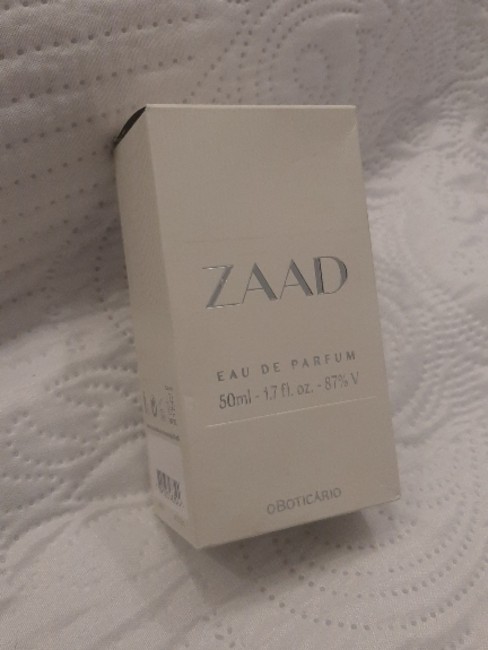 ZAAD
EAU DE PARFUM
50ml - 1.7 fl. oz. - 87% V
oBOTICÁRIO